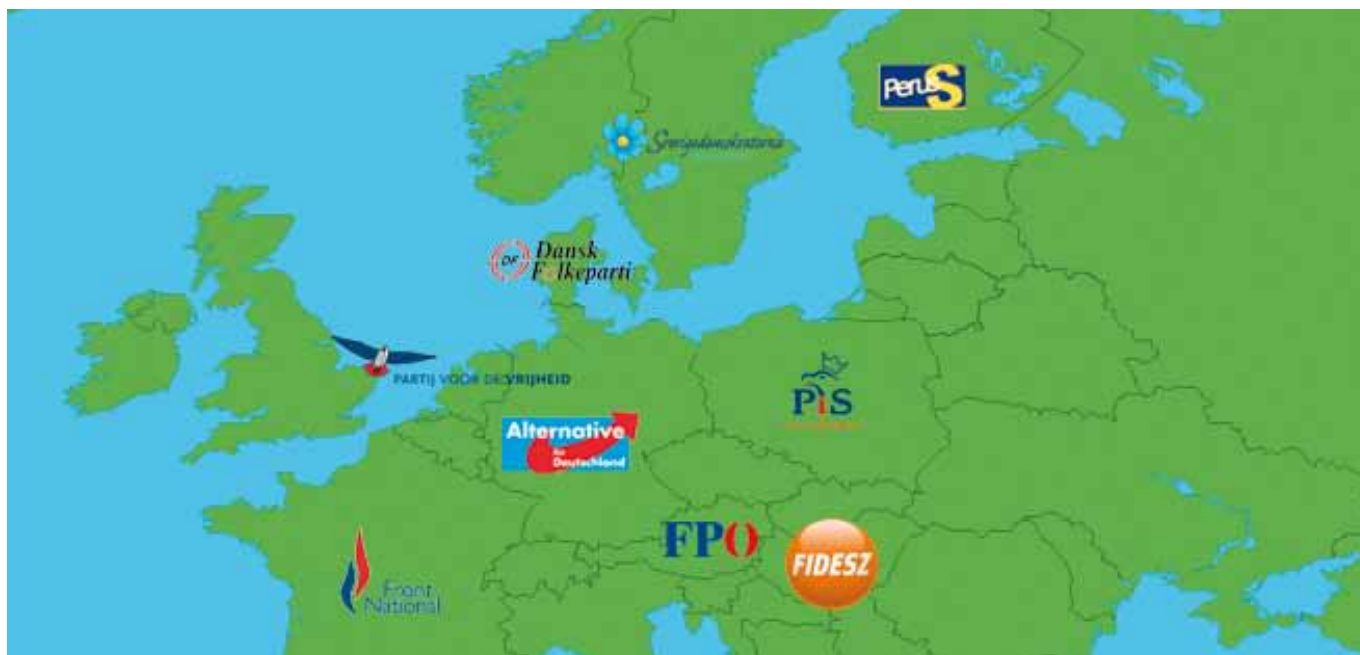 PerusS
Sverigedemokraterna
DF
Dansk
Folkeparti
PARTIJ VOOR DE VRIJHEID
PiS
Alternative
für
Deutschland
FPÖ
FIDESZ
Front
National